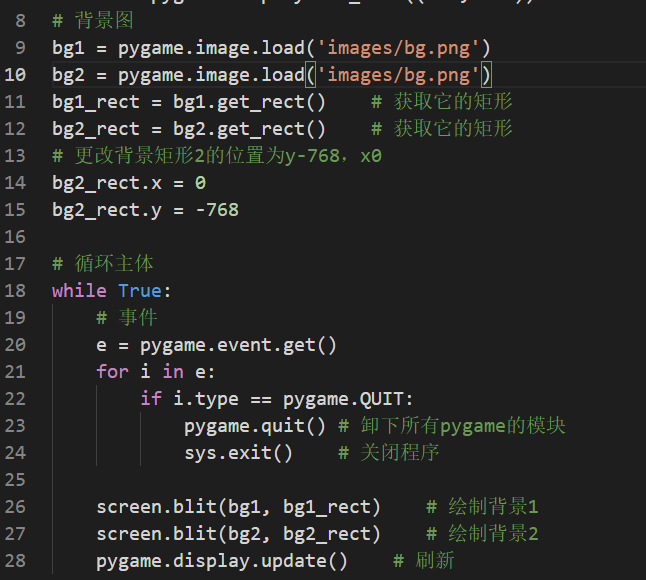 8 # 背景图
9 bg1 = pygame.image.load('images/bg.png')
10 bg2 = pygame.image.load('images/bg.png')
11 bg1_rect = bg1.get_rect()    # 获取它的矩形
12 bg2_rect = bg2.get_rect()    # 获取它的矩形
13 # 更改背景矩形2的位置为y-768，x0
14 bg2_rect.x = 0
15 bg2_rect.y = -768
16
17 # 循环主体
18 while True:
19     # 事件
20     e = pygame.event.get()
21     for i in e:
22         if i.type == pygame.QUIT:
23             pygame.quit() # 卸下所有pygame的模块
24             sys.exit()    # 关闭程序
25
26     screen.blit(bg1, bg1_rect)    # 绘制背景1
27     screen.blit(bg2, bg2_rect)    # 绘制背景2
28     pygame.display.update()    # 刷新